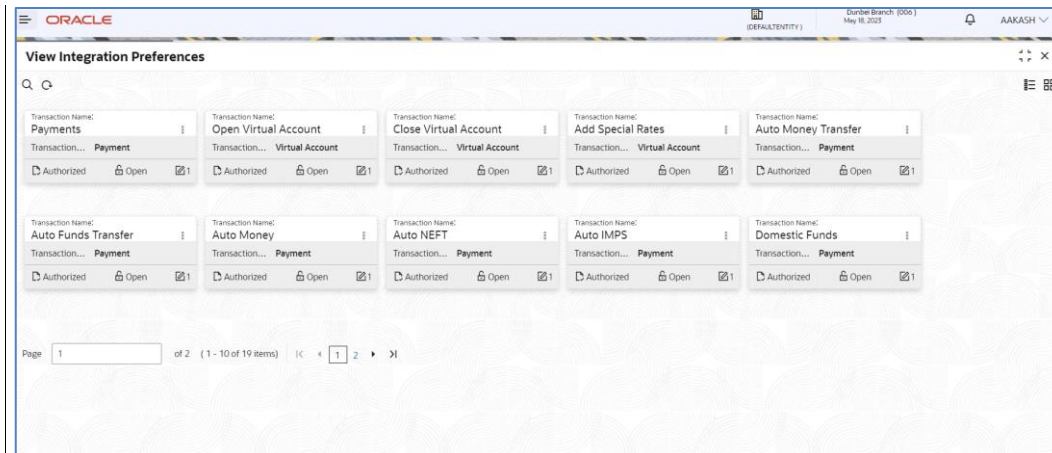 ORACLE
(DEFAULTENTITY)
Dunbei Branch (006)
May 18, 2023
AAKASH
View Integration Preferences
Transaction Name: Transaction Name: Transaction Name: Transaction Name: Transaction Name:
Payments Open Virtual Account Close Virtual Account Add Special Rates Auto Money Transfer
Transaction... Payment Transaction... Virtual Account Transaction... Virtual Account Transaction... Virtual Account Transaction... Payment
Authorized Open 1 Authorized Open 1 Authorized Open 1 Authorized Open 1 Authorized Open 1
Transaction Name: Transaction Name: Transaction Name: Transaction Name: Transaction Name:
Auto Funds Transfer Auto Money Auto NEFT Auto IMPS Domestic Funds
Transaction... Payment Transaction... Payment Transaction... Payment Transaction... Payment Transaction... Payment
Authorized Open 1 Authorized Open 1 Authorized Open 1 Authorized Open 1 Authorized Open 1
Page 1 of 2 (1 - 10 of 19 items) 1 2